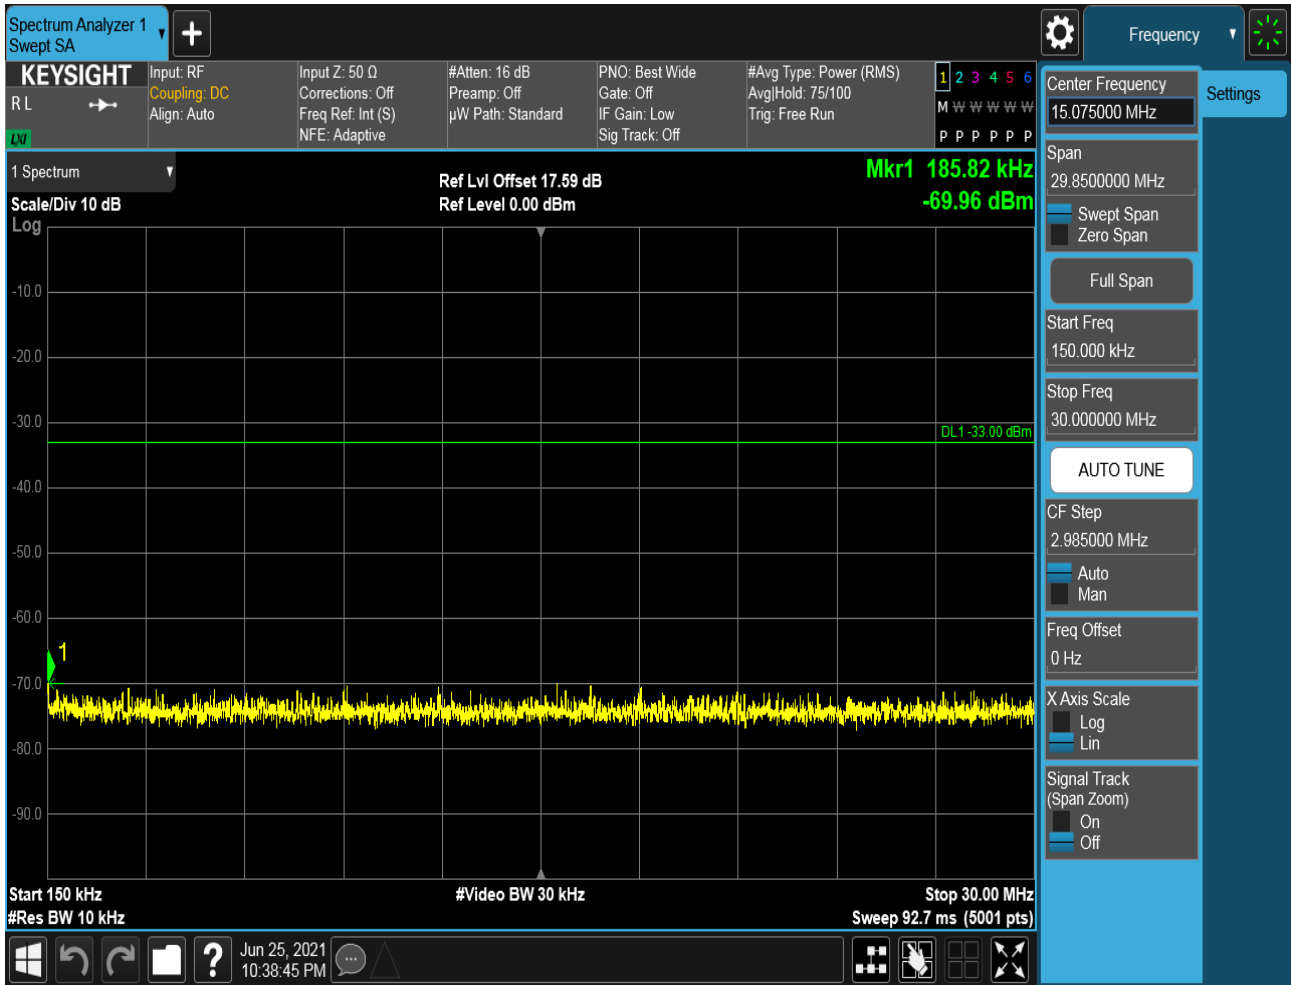 Spectrum Analyzer 1
Swept SA
Frequency
KEYSIGHT
R L
LXI
Input: RF
Coupling: DC
Align: Auto
Input Z: 50 Ω
Corrections: Off
Freq Ref: Int (S)
NFE: Adaptive
#Atten: 16 dB
Preamp: Off
µW Path: Standard
PNO: Best Wide
Gate: Off
IF Gain: Low
Sig Track: Off
#Avg Type: Power (RMS)
Avg|Hold: 75/100
Trig: Free Run
1 2 3 4 5 6
M W W W W W
P P P P P P
1 Spectrum
Scale/Div 10 dB
Log
Ref Lvl Offset 17.59 dB
Ref Level 0.00 dBm
Mkr1 185.82 kHz
-69.96 dBm
-10.0
-20.0
-30.0
DL1 -33.00 dBm
-40.0
-50.0
-60.0
1
-70.0
-80.0
-90.0
Start 150 kHz
#Res BW 10 kHz
#Video BW 30 kHz
Stop 30.00 MHz
Sweep 92.7 ms (5001 pts)
Jun 25, 2021
10:38:45 PM
Center Frequency
15.075000 MHz
Span
29.8500000 MHz
Swept Span
Zero Span
Full Span
Start Freq
150.000 kHz
Stop Freq
30.000000 MHz
AUTO TUNE
CF Step
2.985000 MHz
Auto
Man
Freq Offset
0 Hz
X Axis Scale
Log
Lin
Signal Track
(Span Zoom)
On
Off
Settings